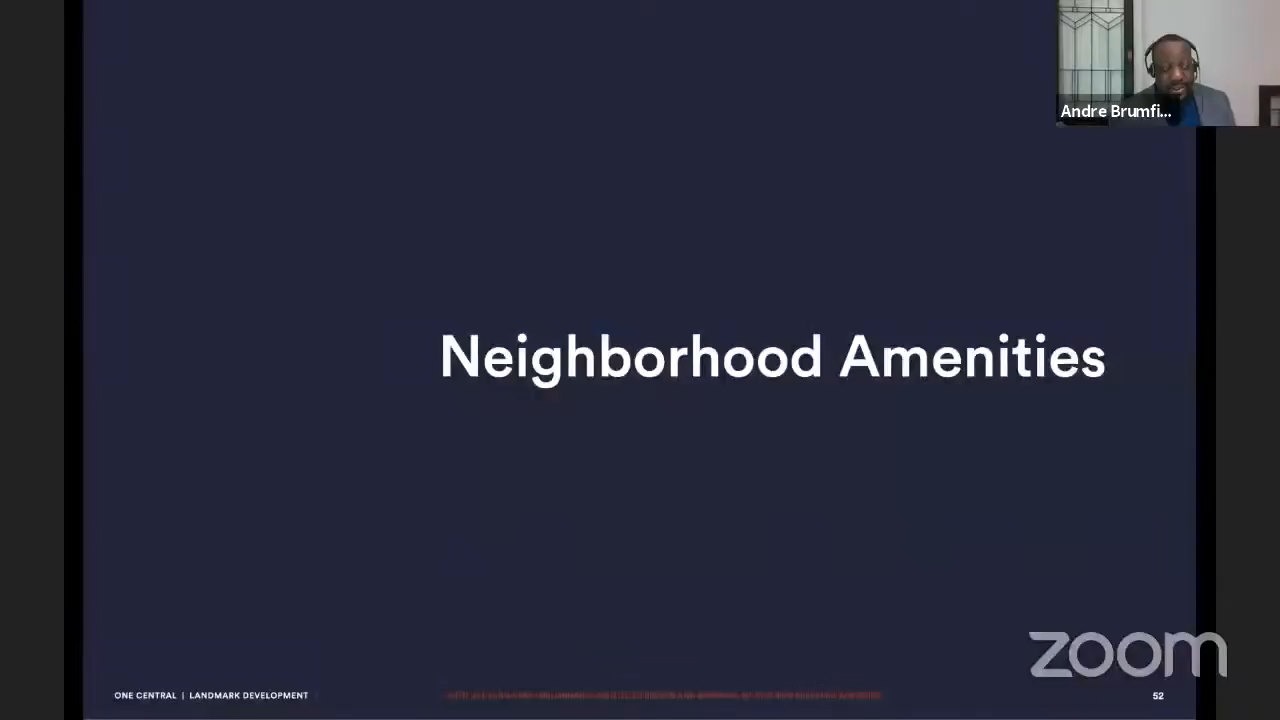 Andre Brumfi...
Neighborhood Amenities
zoom
ONE CENTRAL | LANDMARK DEVELOPMENT
52